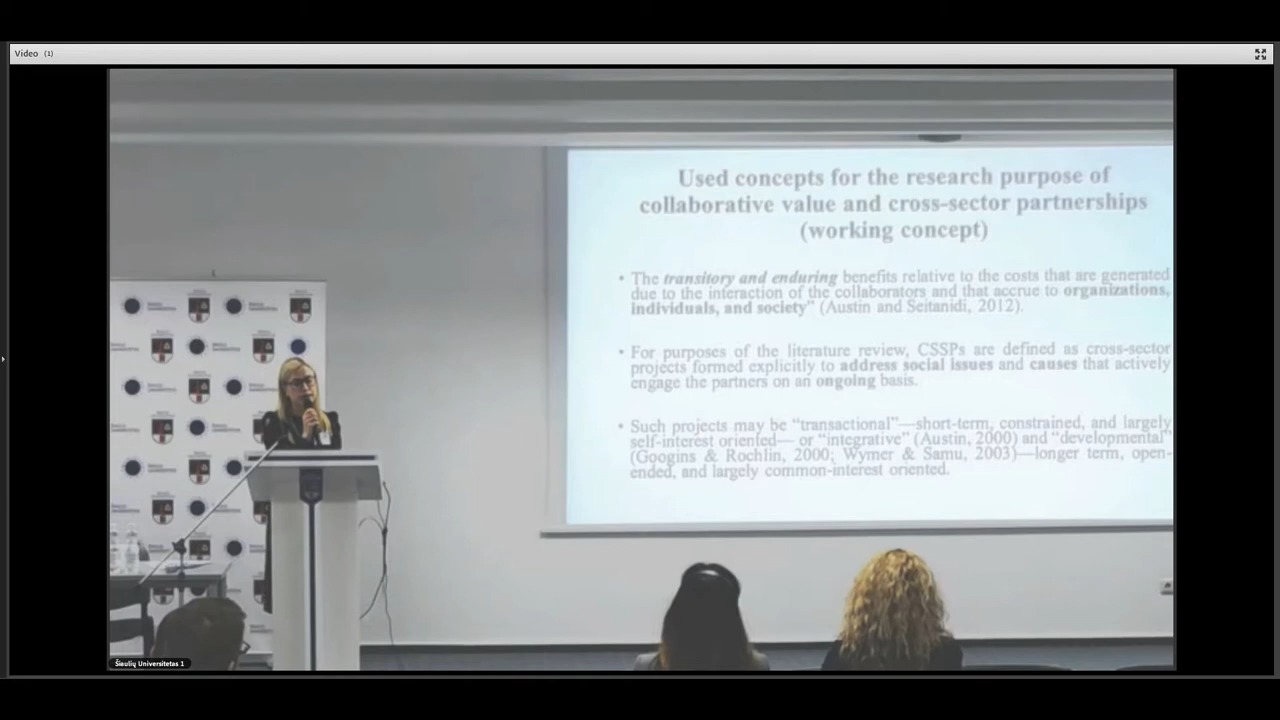 Video (1)
Used concepts for the research purpose of
collaborative value and cross-sector partnerships
(working concept)
• The transitory and enduring benefits relative to the costs that are generated
due to the interaction of the collaborators and that accrue to organizations,
individuals, and society” (Austin and Seitanidi, 2012).
• For purposes of the literature review, CSSPs are defined as cross-sector
projects formed explicitly to address social issues and causes that actively
engage the partners on an ongoing basis.
• Such projects may be “transactional”—short-term, constrained, and largely
self-interest oriented— or “integrative” (Austin, 2000) and “developmental”
(Googins & Rochlin, 2000; Wymer & Samu, 2003)—longer term, open-
ended, and largely common-interest oriented.
Šiaulių Universitetas 1